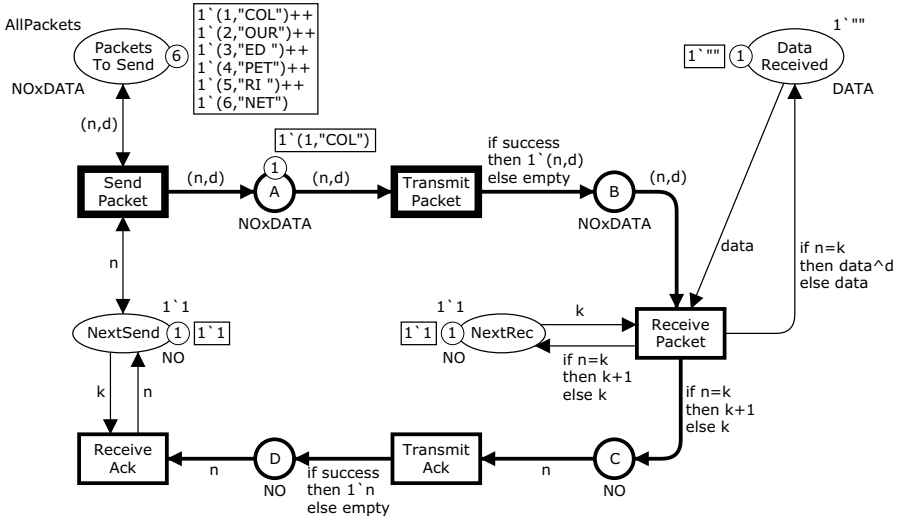 AllPackets
Packets
To Send
6
1`(1,"COL")++
1`(2,"OUR")++
1`(3,"ED ")++
1`(4,"PET")++
1`(5,"RI ")++
1`(6,"NET")
NOxDATA
1`""
1`""
1
Data
Received
DATA
(n,d)
1`(1,"COL")
Send
Packet
(n,d)
1
A
NOxDATA
(n,d)
Transmit
Packet
if success
then 1`(n,d)
else empty
B
NOxDATA
(n,d)
n
data
if n=k
then data^d
else data
1`1
NextSend
1
1`1
NO
1`1
1`1
1
NextRec
NO
k
if n=k
then k+1
else k
Receive
Packet
k
n
if n=k
then k+1
else k
Receive
Ack
n
D
NO
if success
then 1`n
else empty
Transmit
Ack
n
C
NO